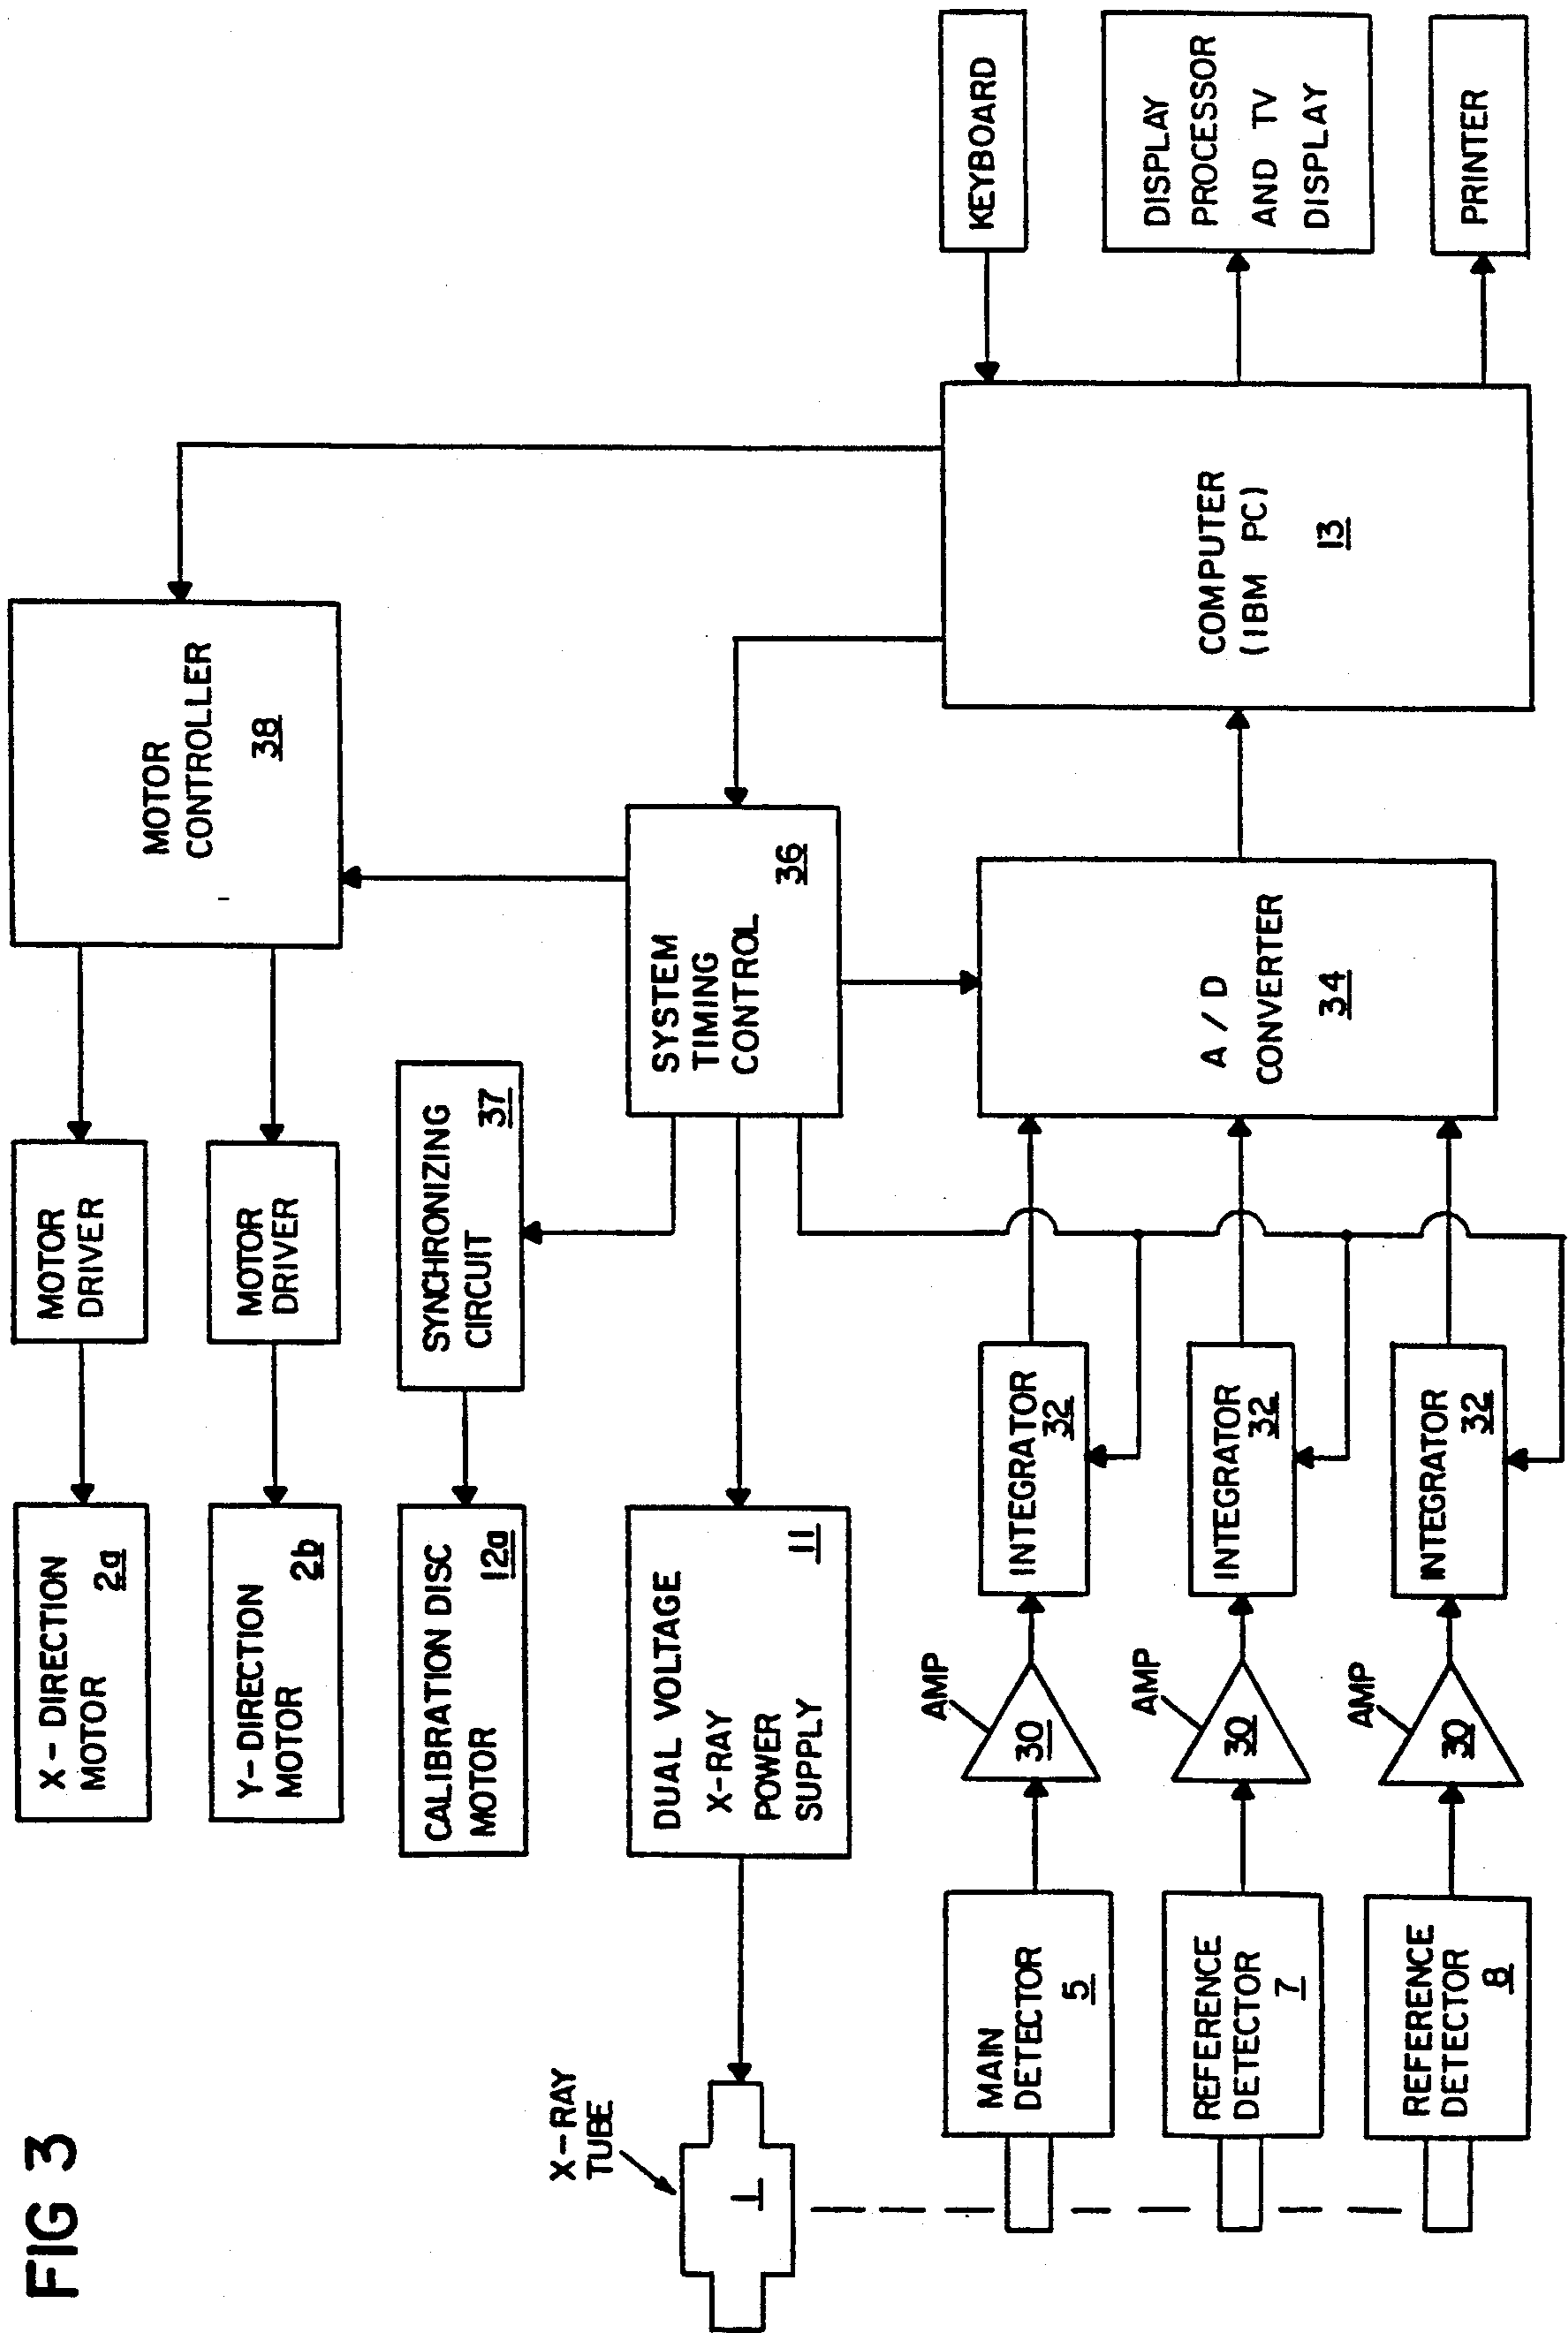 FIG 3
X-DIRECTION
MOTOR
2a
MOTOR
DRIVER
MOTOR
CONTROLLER
38
Y-DIRECTION
MOTOR
2b
MOTOR
DRIVER
CALIBRATION DISC
MOTOR
12a
SYNCHRONIZING
CIRCUIT
37
X-RAY
TUBE
1
DUAL VOLTAGE
X-RAY
POWER
SUPPLY
11
SYSTEM
TIMING
CONTROL
36
MAIN
DETECTOR
5
AMP
30
INTEGRATOR
32
REFERENCE
DETECTOR
7
AMP
30
INTEGRATOR
32
REFERENCE
DETECTOR
8
AMP
30
INTEGRATOR
32
A/D
CONVERTER
34
COMPUTER
(IBM PC)
13
KEYBOARD
DISPLAY
PROCESSOR
AND TV
DISPLAY
PRINTER